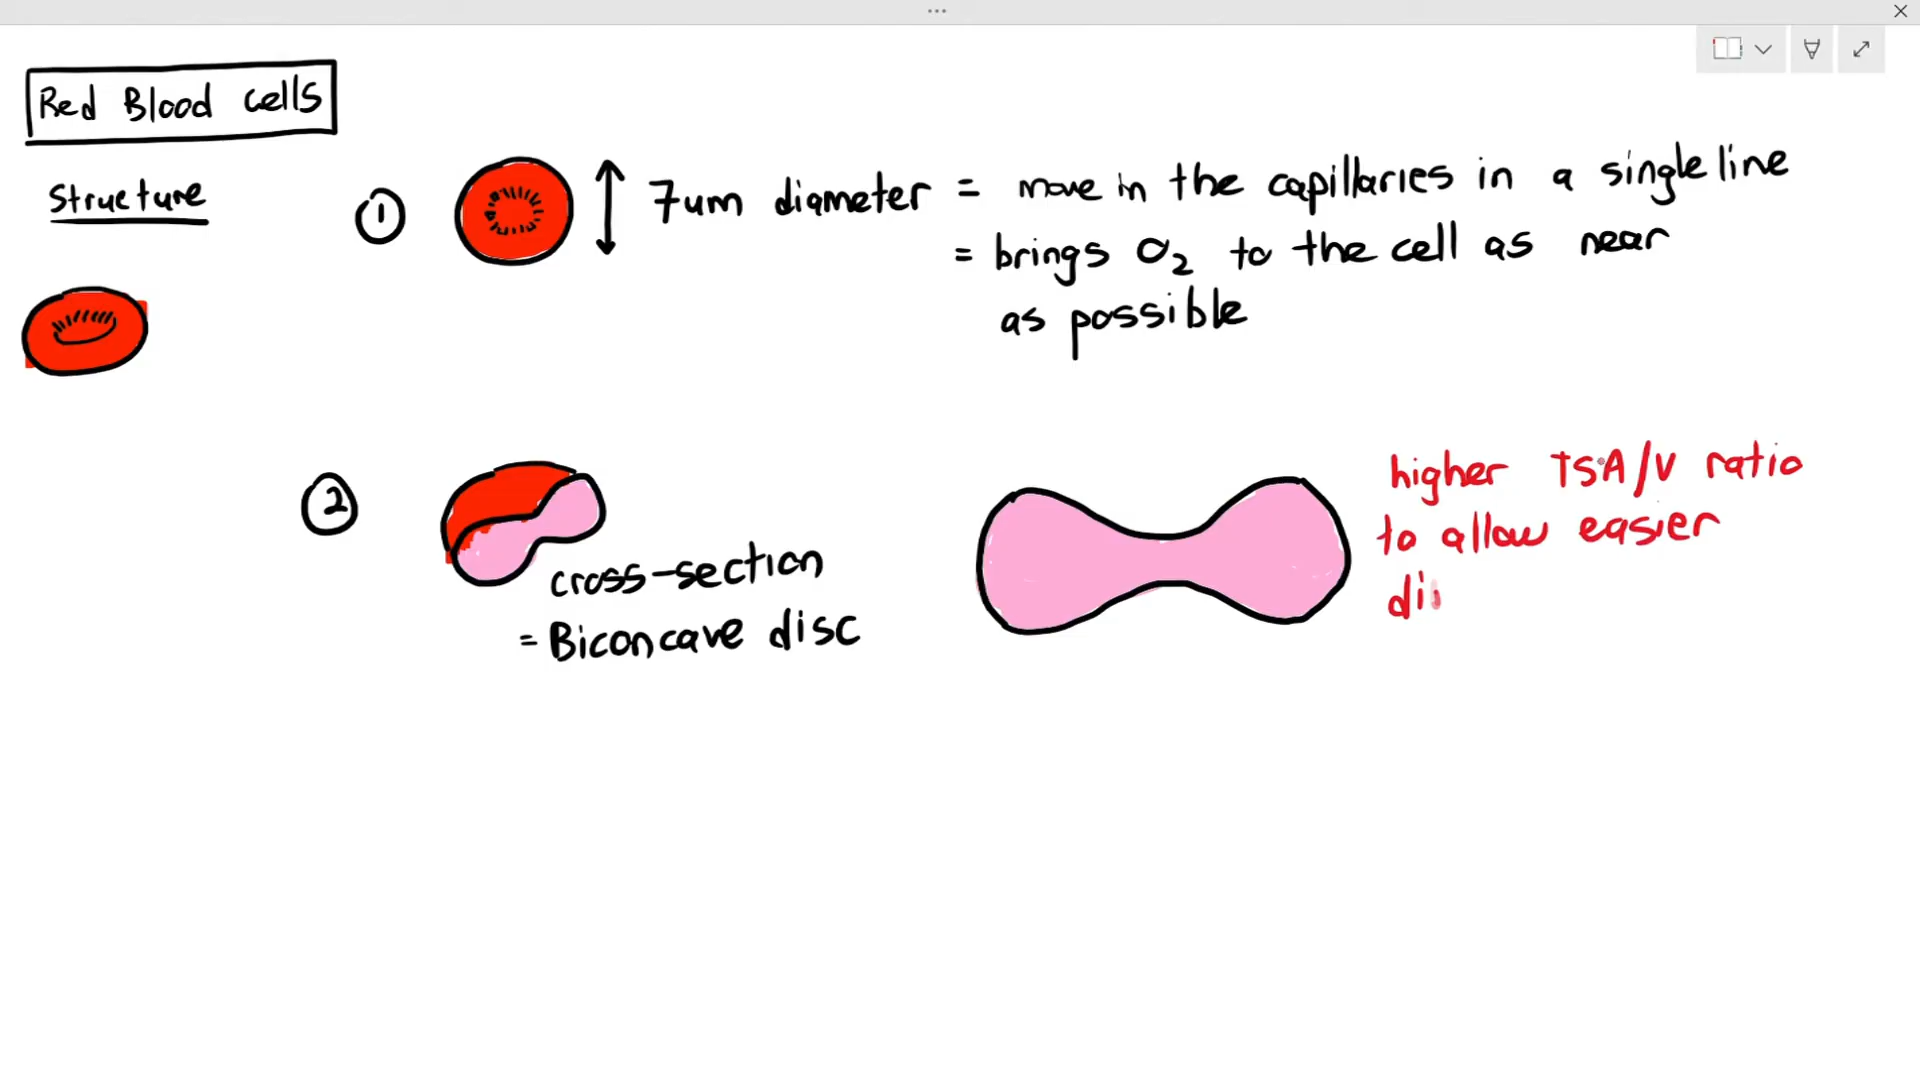 Red Blood Cells
Structure
1
7um diameter = move in the capillaries in a single line
= brings O2 to the cell as near
as possible
2
cross-section
= Biconcave disc
higher TSA/V ratio
to allow easier
di